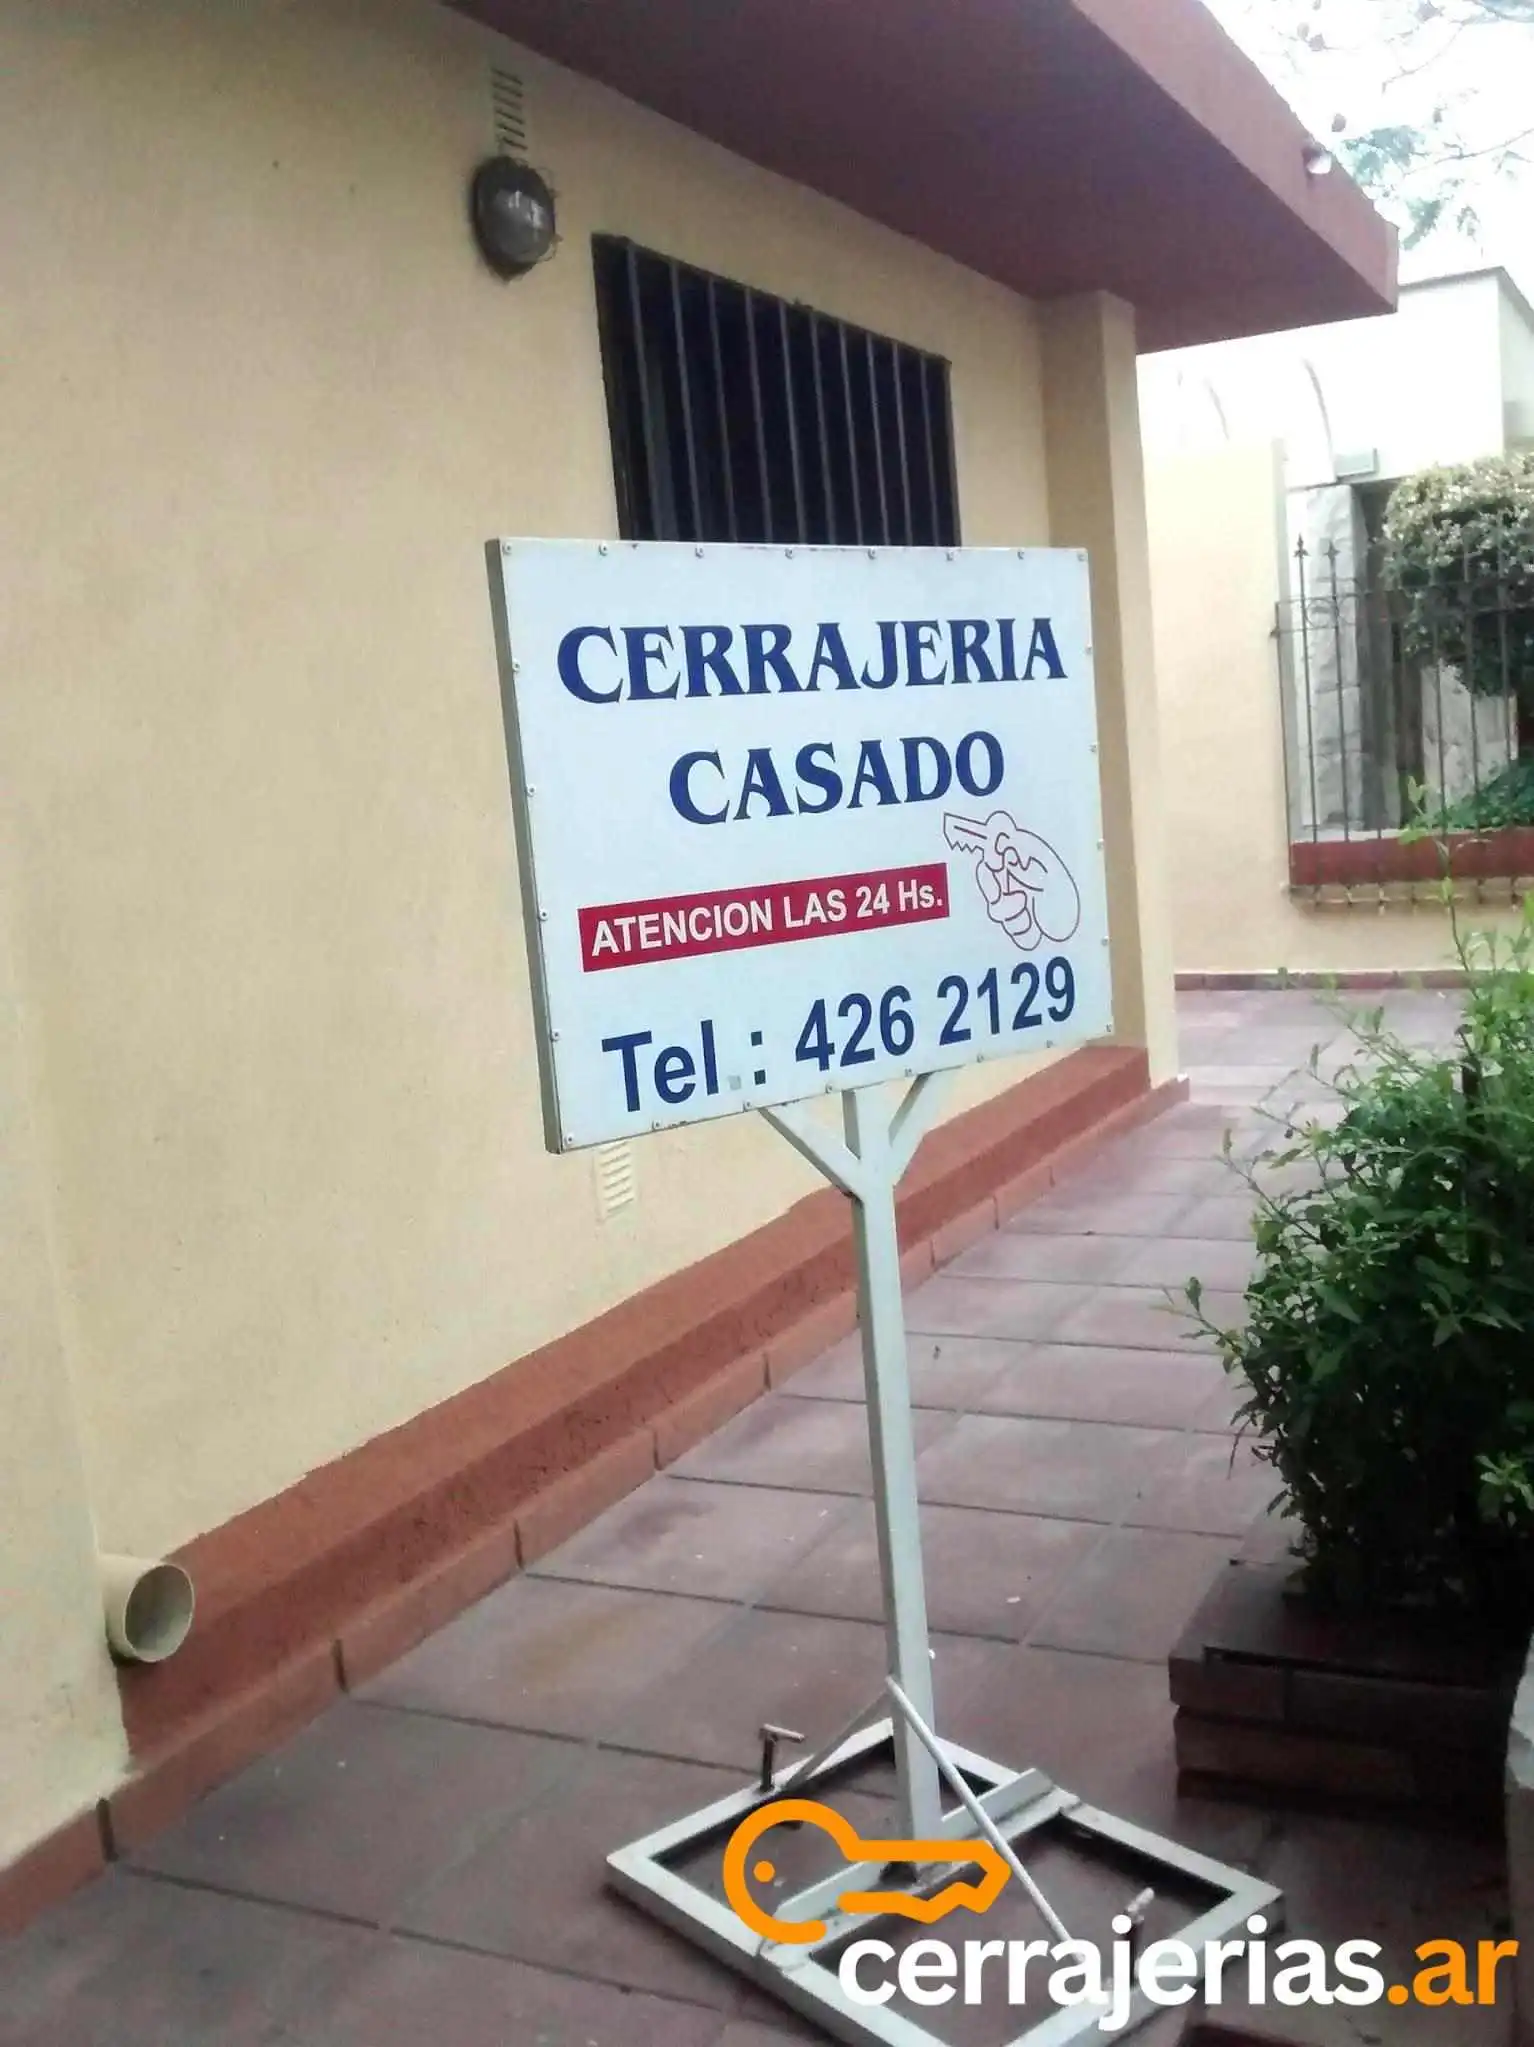 CERRAJERIA
CASADO
ATENCION LAS 24 Hs.
Tel.: 426 2129
cerrajerias.ar